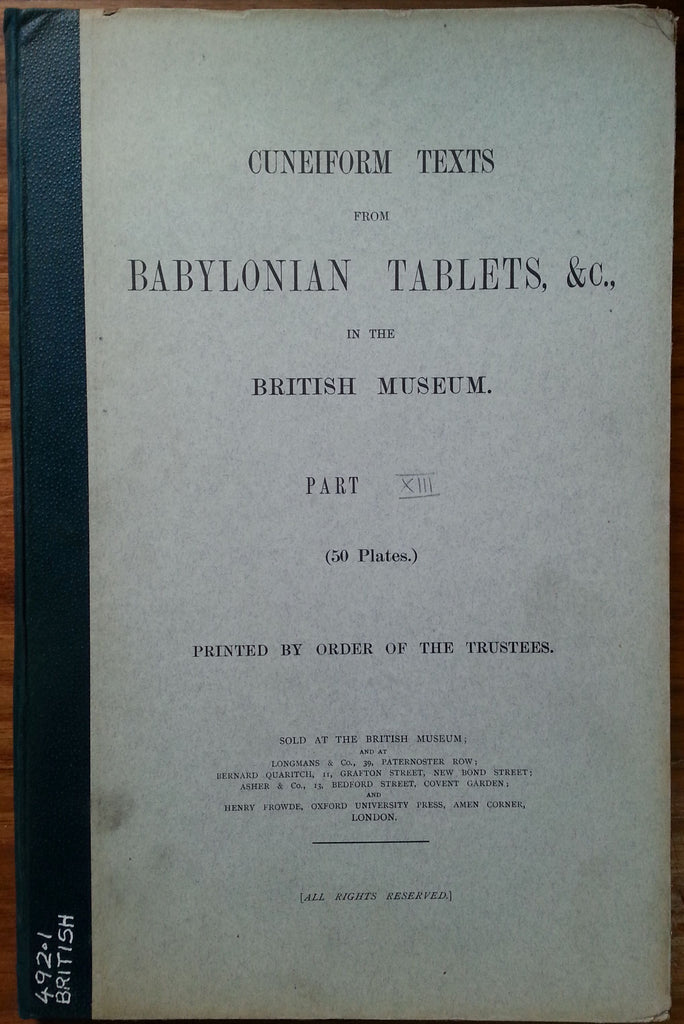 CUNEIFORM TEXTS
FROM
BABYLONIAN TABLETS, &C.,
IN THE
BRITISH MUSEUM.
PART XIII
(50 Plates.)
PRINTED BY ORDER OF THE TRUSTEES.
SOLD AT THE BRITISH MUSEUM;
AND AT
LONGMANS & Co., 39, PATERNOSTER ROW;
BERNARD QUARITCH, 11, GRAFTON STREET, NEW BOND STREET;
ASHER & Co., 13, BEDFORD STREET, COVENT GARDEN;
AND
HENRY FROWDE, OXFORD UNIVERSITY PRESS, AMEN CORNER,
LONDON.
[ALL RIGHTS RESERVED.]
492.1
BRITISH